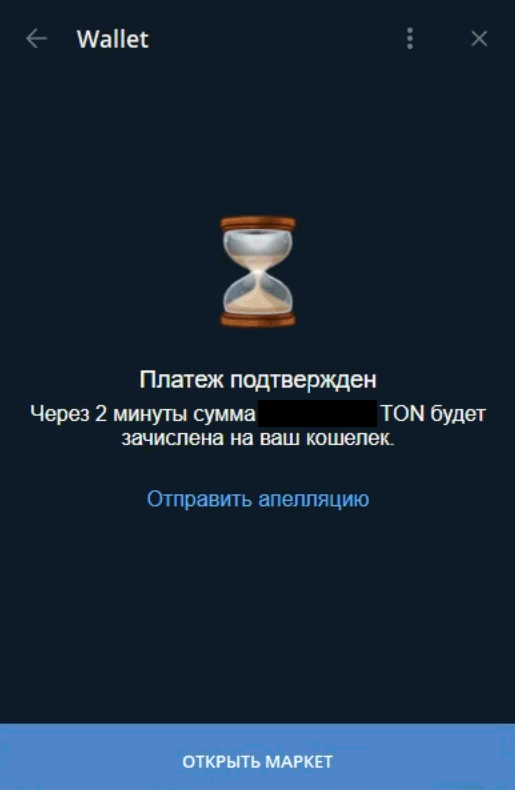 Wallet
Платеж подтвержден
Через 2 минуты сумма TON будет
зачислена на ваш кошелек.
Отправить апелляцию
ОТКРЫТЬ МАРКЕТ